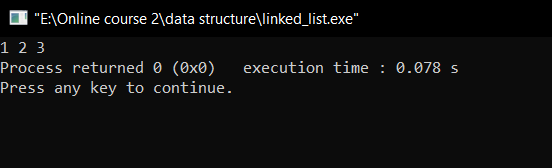 "E:\Online course 2\data structure\linked_list.exe"
1 2 3
Process returned 0 (0x0)   execution time : 0.078 s
Press any key to continue.